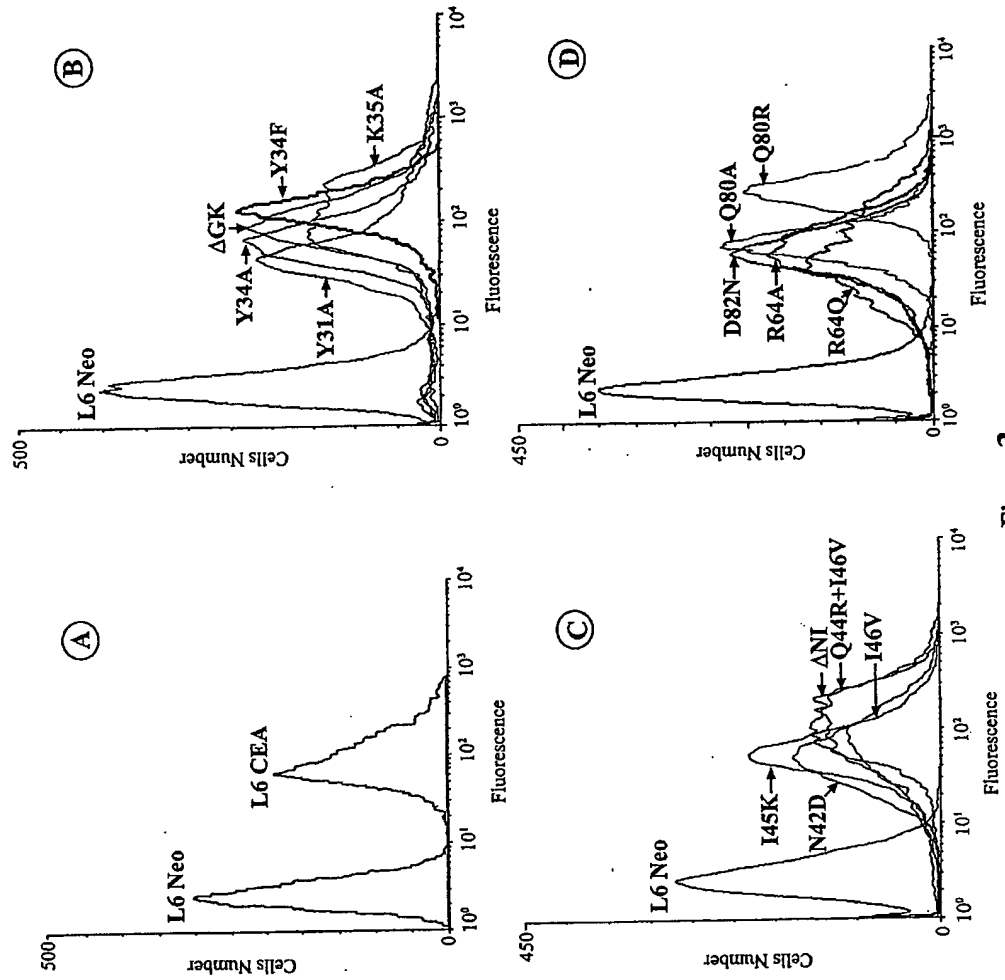 A
500
Cells Number
0
L6 Neo
L6 CEA
10⁰ 10¹ 10² 10³ 10⁴
Fluorescence
B
500
Cells Number
0
L6 Neo
Y31A
Y34A
ΔGK
Y34F
K35A
10⁰ 10¹ 10² 10³ 10⁴
Fluorescence
C
450
Cells Number
0
L6 Neo
I45K
N42D
ΔNI
Q44R+I46V
I46V
10⁰ 10¹ 10² 10³ 10⁴
Fluorescence
D
450
Cells Number
0
L6 Neo
D82N
R64A
R64Q
Q80A
Q80R
10⁰ 10¹ 10² 10³ 10⁴
Fluorescence